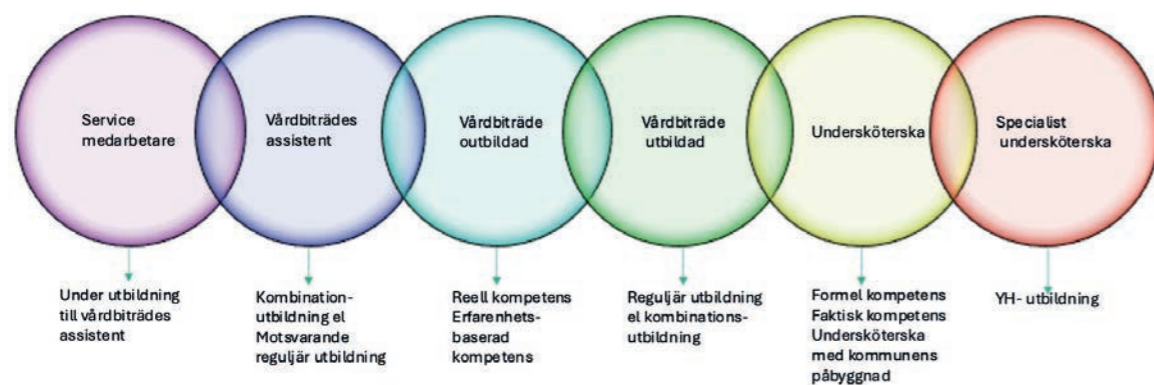 Service
medarbetare
Vårdbiträdes
assistent
Vårdbiträde
outbildad
Vårdbiträde
utbildad
Undersköterska
Specialist
undersköterska
Under utbildning
till vårdbiträdes
assistent
Kombination-
utbildning el
Motsvarande
reguljär utbildning
Reell kompetens
Erfarenhets-
baserad
kompetens
Reguljär utbildning
el kombinations-
utbildning
Formel kompetens
Faktisk kompetens
Undersköterska
med kommunens
påbyggnad
YH- utbildning